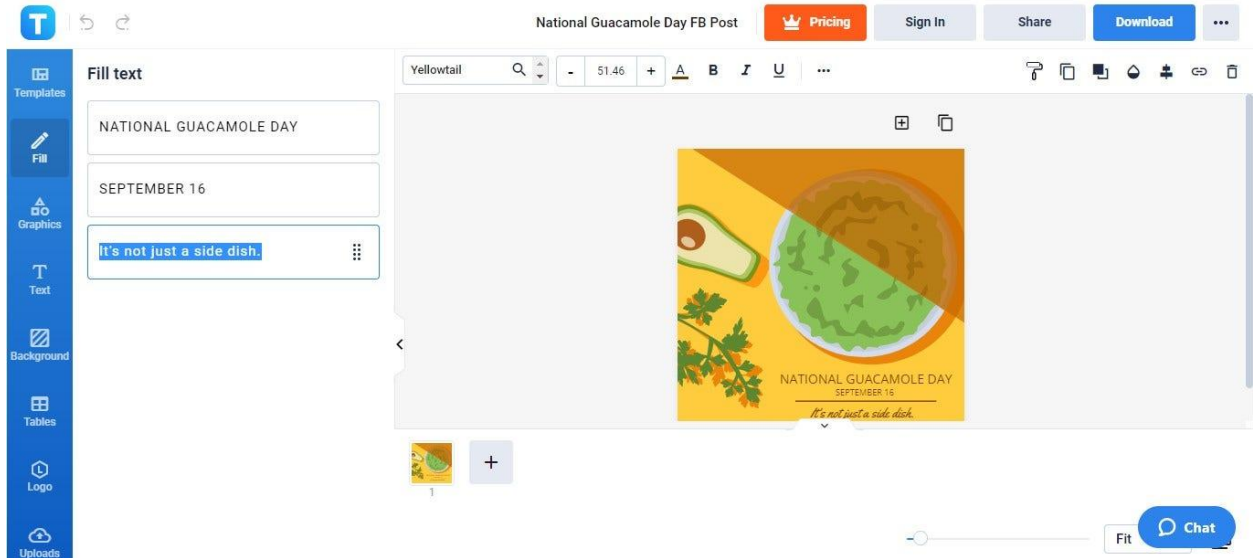 T
National Guacamole Day FB Post
Pricing
Sign In
Share
Download
Templates
Fill
Graphics
Text
Background
Tables
Logo
Uploads
Fill text
NATIONAL GUACAMOLE DAY
SEPTEMBER 16
It's not just a side dish.
Yellowtail
- 51.46 +
A B I U
NATIONAL GUACAMOLE DAY
SEPTEMBER 16
It's not just a side dish.
1
Fit
Chat